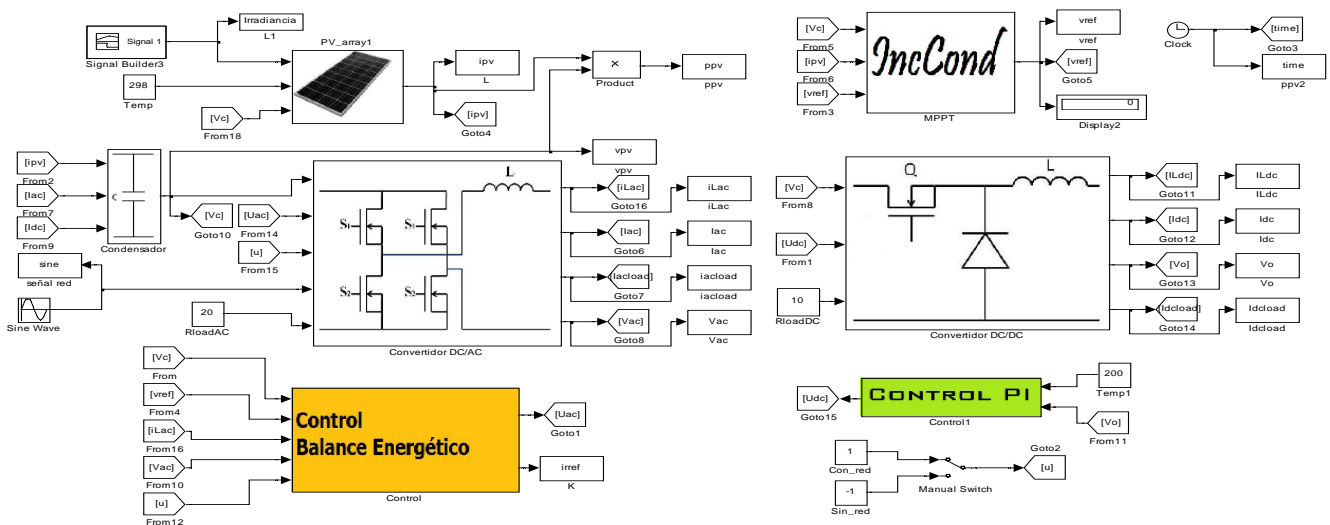 Signal 1
Signal Builder3
Irradiancia
L1
298
Temp
[Vc]
From18
PV_array1
ipv
L
[ipv]
Goto4
×
Product
ppv
ppv
[Vc]
From5
[ipv]
From6
[vref]
From3
IncCond
MPPT
vref
vref
[vref]
Goto5
0
Display2
Clock
[time]
Goto3
time
ppv2
[ipv]
From2
[Iac]
From7
[Idc]
From9
C
Condensador
[Vc]
Goto10
vpv
vpv
[Uac]
From14
[u]
From15
sine
señal red
Sine Wave
20
RloadAC
L
S1
S1
S2
S2
Convertidor DC/AC
[iLac]
Goto16
iLac
iLac
[Iac]
Goto6
Iac
Iac
[iacload]
Goto7
iacload
iacload
[Vac]
Goto8
Vac
Vac
[Vc]
From8
[Udc]
From1
10
RloadDC
Q
L
Convertidor DC/DC
[ILdc]
Goto11
ILdc
ILdc
[Idc]
Goto12
Idc
Idc
[Vo]
Goto13
Vo
Vo
[Idcload]
Goto14
Idcload
Idcload
[Vc]
From
[vref]
From4
[iLac]
From16
[Vac]
From10
[u]
From12
Control
Balance Energético
Control
[Uac]
Goto1
irref
K
[Udc]
Goto15
CONTROL PI
Control1
200
Temp1
[Vo]
From11
1
Con_red
-1
Sin_red
Manual Switch
Goto2
[u]